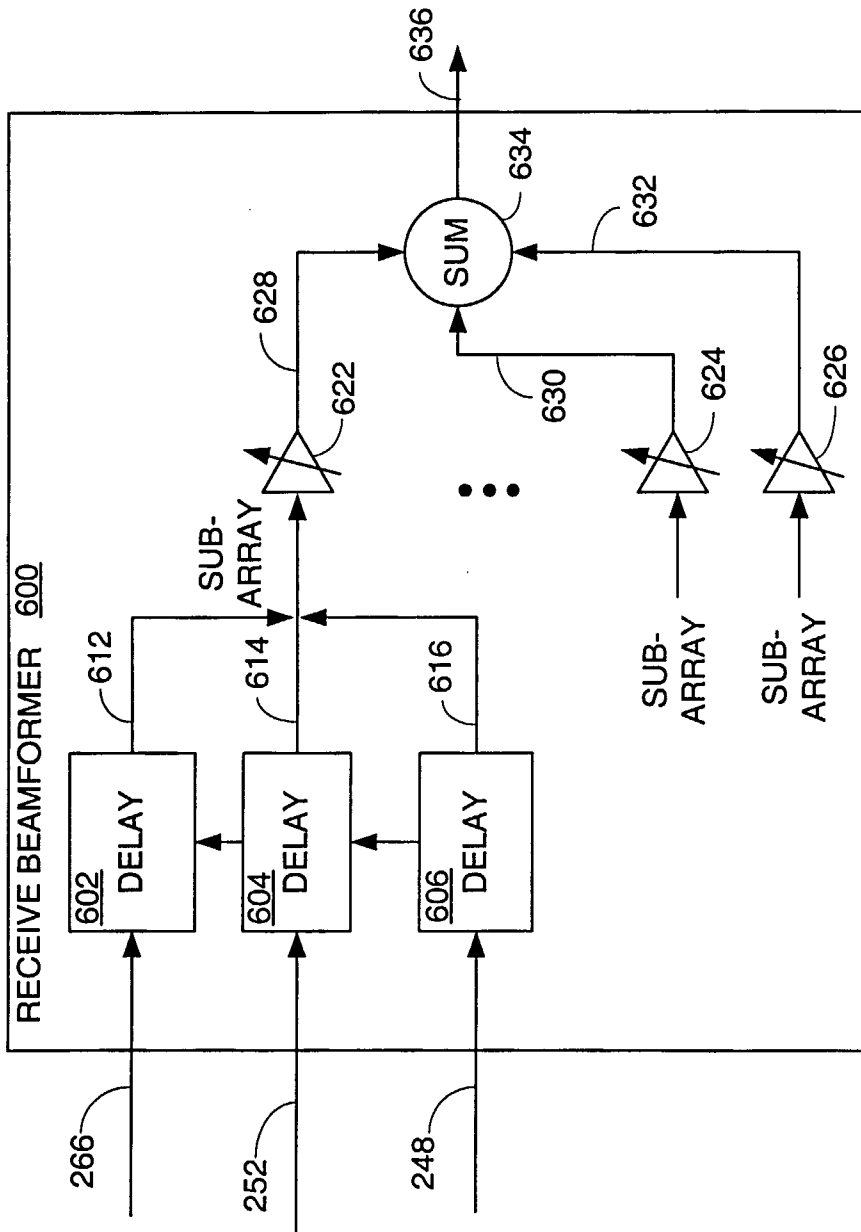 RECEIVE BEAMFORMER 600
266
602
DELAY
612
252
604
DELAY
614
248
606
DELAY
616
SUB-
ARRAY
622
628
SUB-
ARRAY
624
630
SUB-
ARRAY
626
632
SUM
634
636